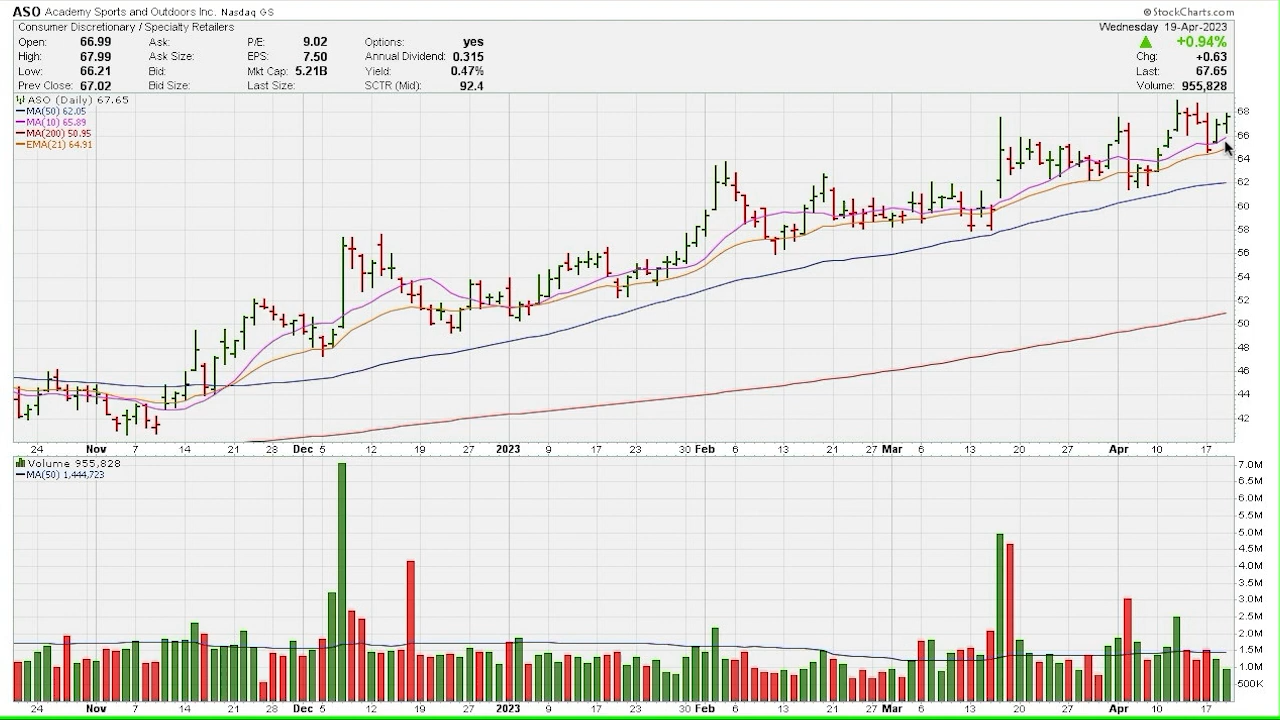 ASO Academy Sports and Outdoors Inc. Nasdaq GS
© StockCharts.com
Consumer Discretionary / Specialty Retailers
Wednesday 19-Apr-2023
Open: 66.99 Ask: P/E: 9.02 Options: yes
+0.94%
High: 67.99 Ask Size: EPS: 7.50 Annual Dividend: 0.315
Chg: +0.63
Low: 66.21 Bid: Mkt Cap: 5.21B Yield: 0.47%
Last: 67.65
Prev Close: 67.02 Bid Size: Last Size: SCTR (Mid): 92.4
Volume: 955,828
ASO (Daily) 67.65
MA(50) 62.05
MA(10) 65.89
MA(200) 50.95
EMA(21) 64.91
68
66
64
62
60
58
56
54
52
50
48
46
44
42
24 Nov 7 14 21 28 Dec 5 12 19 27 2023 9 17 23 30 Feb 6 13 21 27 Mar 6 13 20 27 Apr 10 17
Volume 955,828
MA(50) 1,444,723
7.0M
6.5M
6.0M
5.5M
5.0M
4.5M
4.0M
3.5M
3.0M
2.5M
2.0M
1.5M
1.0M
500K
24 Nov 7 14 21 28 Dec 5 12 19 27 2023 9 17 23 30 Feb 6 13 21 27 Mar 6 13 20 27 Apr 10 17